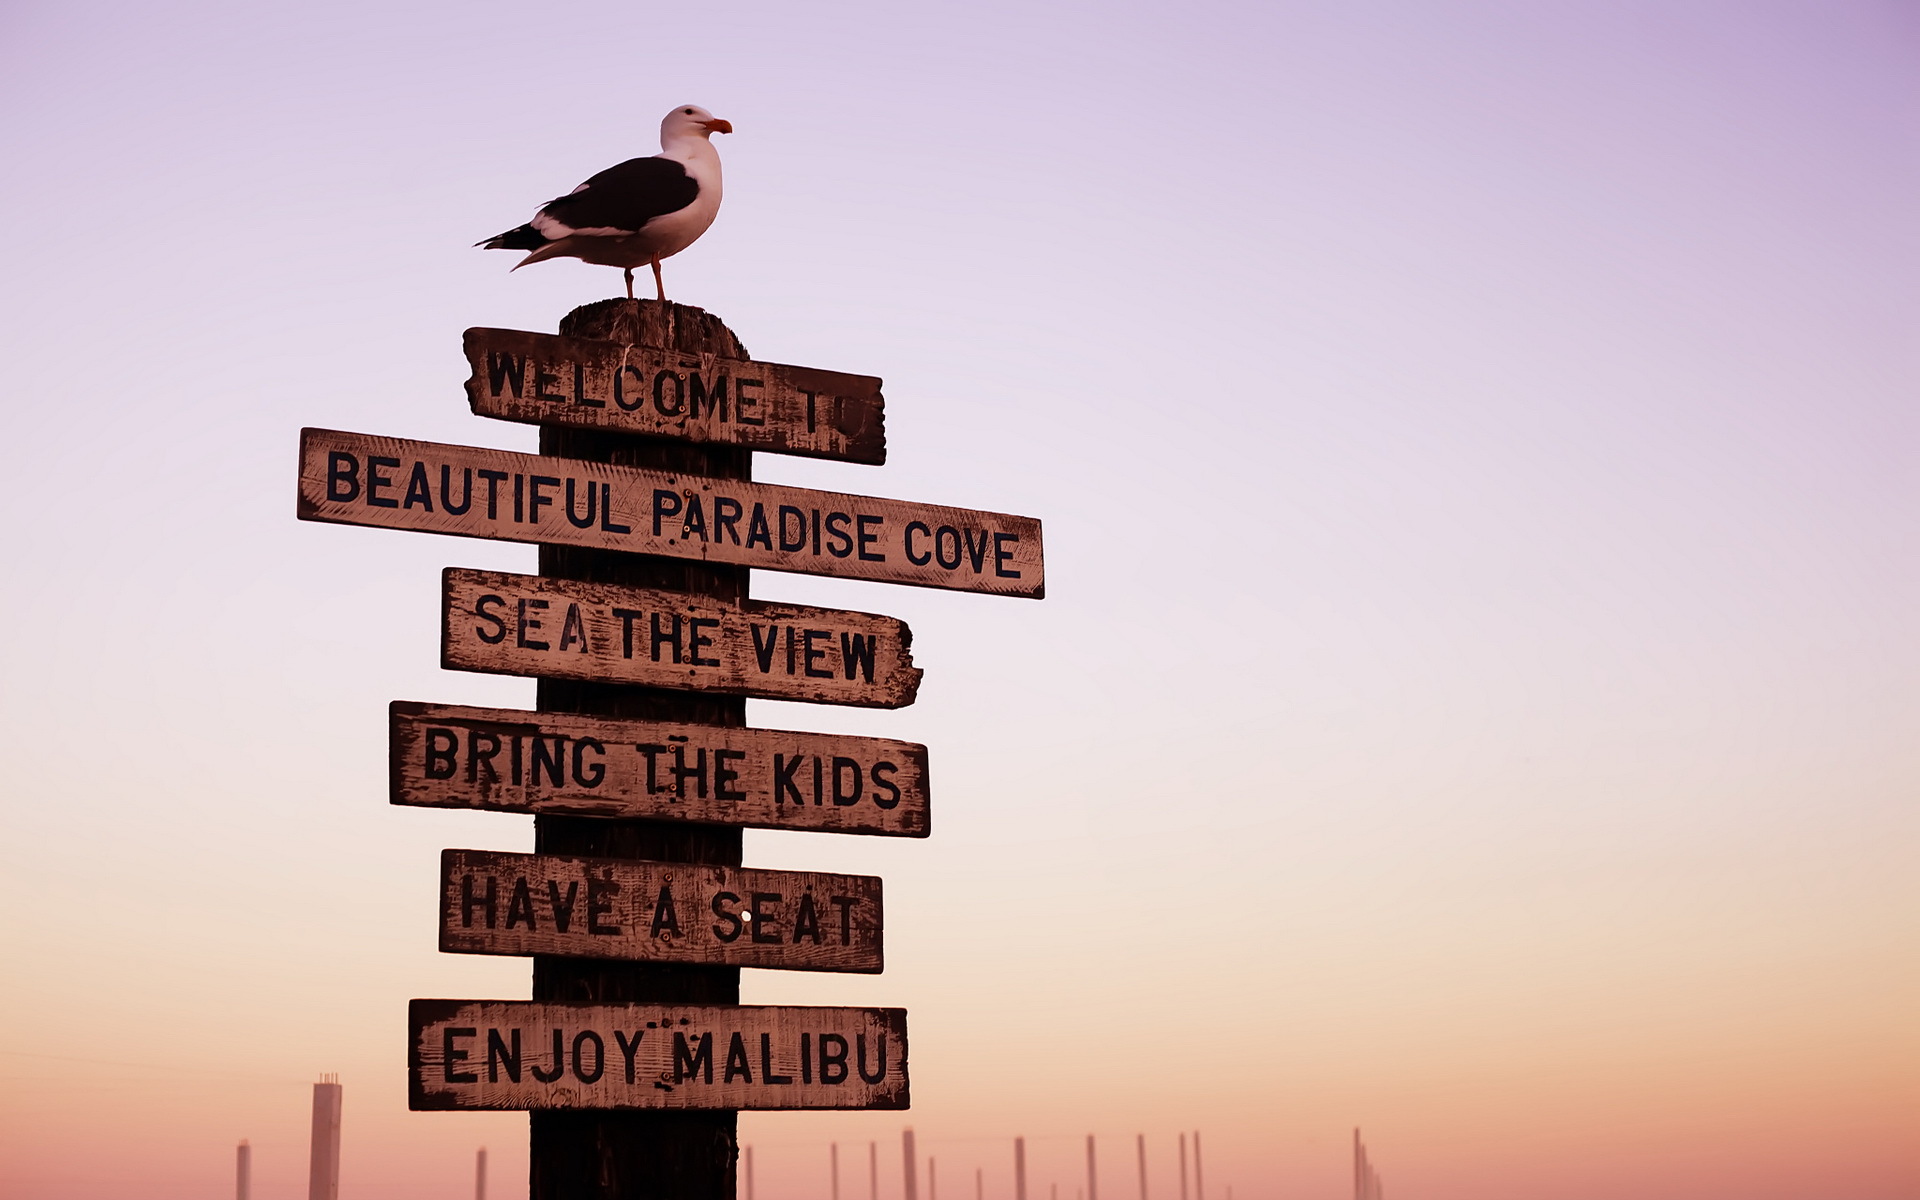 WELCOME TO
BEAUTIFUL PARADISE COVE
SEA THE VIEW
BRING THE KIDS
HAVE A SEAT
ENJOY MALIBU